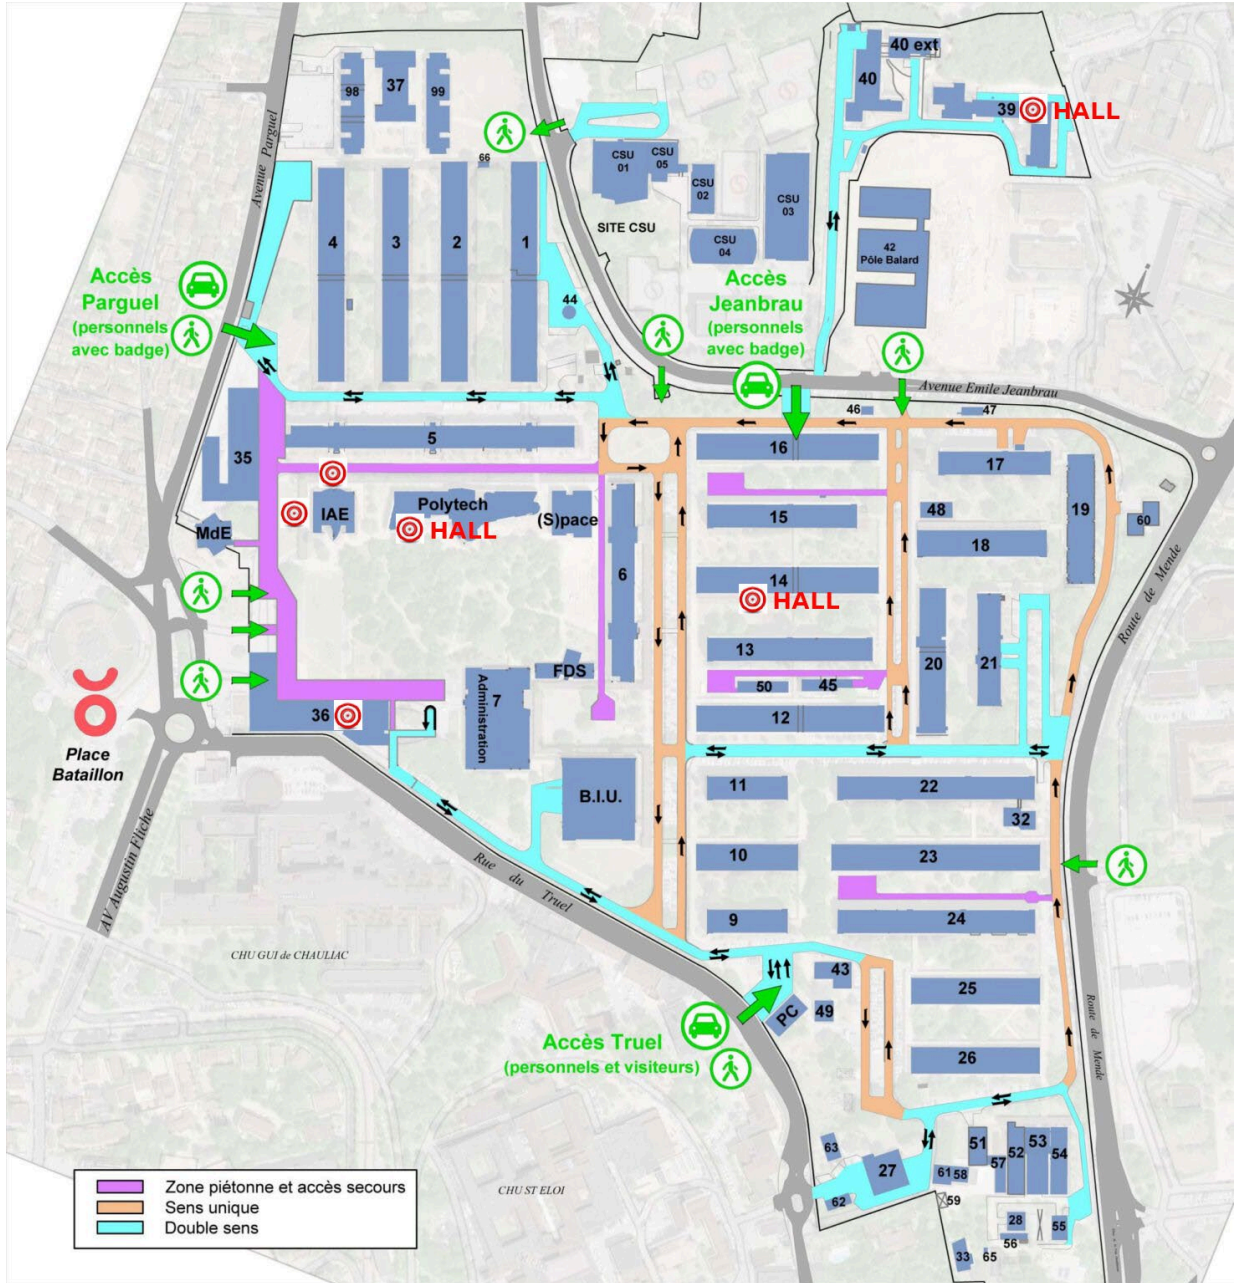 40 ext
40
37
98
99
39
HALL
Avenue Parguel
66
CSU
01
CSU
05
CSU
02
CSU
03
CSU
04
SITE CSU
4
3
2
1
42
Pôle Balard
44
Accès
Parguel
(personnels
avec badge)
Accès
Jeanbrau
(personnels
avec badge)
Avenue Emile Jeanbrau
46
47
5
16
17
35
19
IAE
Polytech
HALL
(S)pace
MdE
15
48
60
18
6
14
HALL
Route de Mende
13
20
21
FDS
7
Administration
50
45
36
12
Place
Bataillon
B.I.U.
11
22
32
10
23
AV Augustin Fliche
Rue du Truel
9
24
CHU GUI de CHAULIAC
43
25
PC
49
Accès Truel
(personnels et visiteurs)
26
Route de Mende
63
27
51
52
53
54
57
61
58
62
59
28
55
56
33
65
CHU ST ELOI
Zone piétonne et accès secours
Sens unique
Double sens